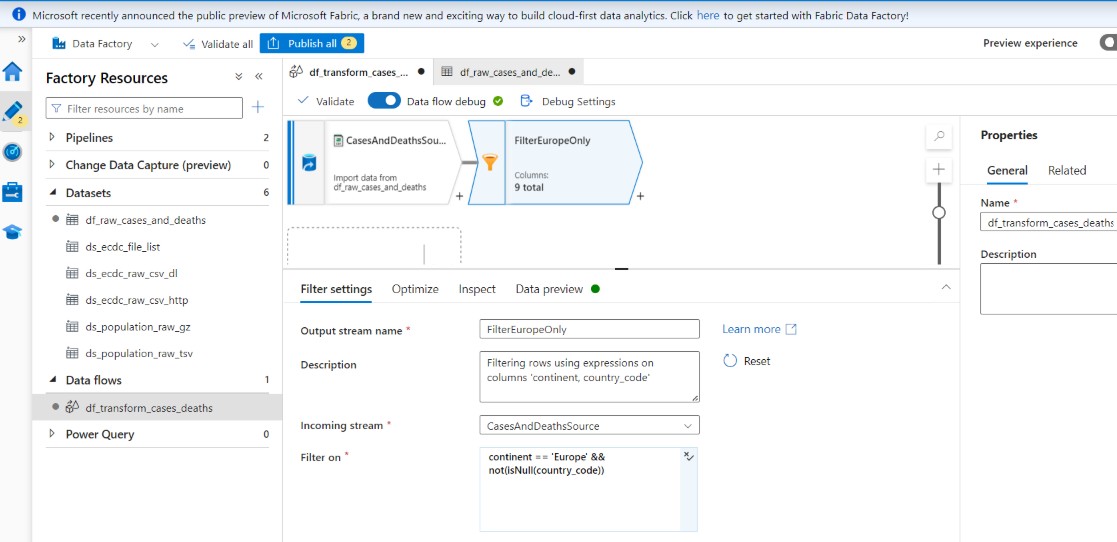 Microsoft recently announced the public preview of Microsoft Fabric, a brand new and exciting way to build cloud-first data analytics. Click here to get started with Fabric Data Factory!
Data Factory
Validate all
Publish all 2
Preview experience
2
Factory Resources
Filter resources by name
Pipelines 2
Change Data Capture (preview) 0
Datasets 6
df_raw_cases_and_deaths
ds_ecdc_file_list
ds_ecdc_raw_csv_dl
ds_ecdc_raw_csv_http
ds_population_raw_gz
ds_population_raw_tsv
Data flows 1
df_transform_cases_deaths
Power Query 0
df_transform_cases_...
df_raw_cases_and_de...
Validate
Data flow debug
Debug Settings
CasesAndDeathsSou...
Import data from
df_raw_cases_and_deaths
+
FilterEuropeOnly
Columns:
9 total
+
Filter settings
Optimize
Inspect
Data preview
Output stream name *
FilterEuropeOnly
Learn more
Description
Filtering rows using expressions on
columns 'continent, country_code'
Reset
Incoming stream *
CasesAndDeathsSource
Filter on *
continent == 'Europe' &&
not(isNull(country_code))
Properties
General
Related
Name *
df_transform_cases_deaths
Description